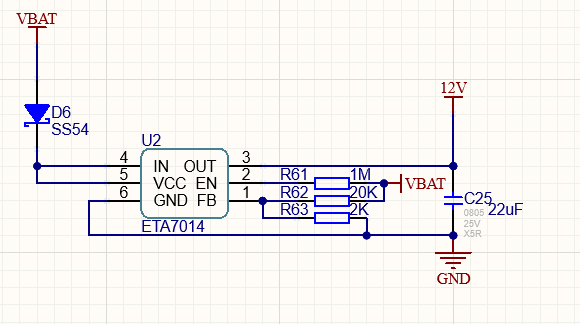 VBAT
D6
SS54
12V
U2
4 IN OUT 3
5 VCC EN 2
6 GND FB 1
ETA7014
R61 1M
R62 20K
R63 2K
VBAT
C25
22uF
0805
25V
X5R
GND